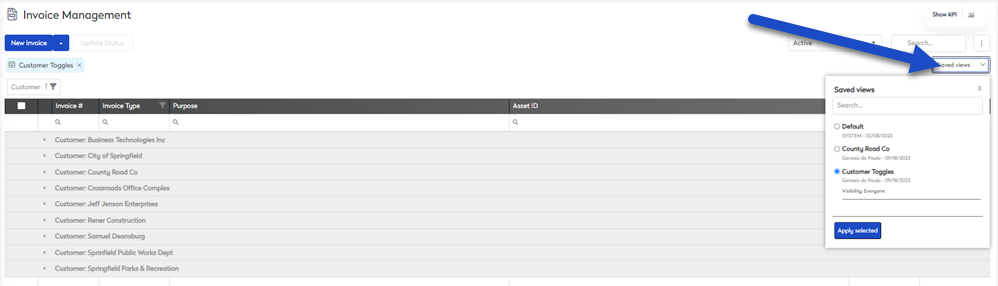 Invoice Management
Show KPI
New Invoice
Update Status
Active
Search...
Customer Toggles ×
Saved views
Customer
Invoice #
Invoice Type
Purpose
Asset ID
Customer: Business Technologies Inc
Customer: City of Springfield
Customer: County Road Co
Customer: Crossroads Office Complex
Customer: Jeff Jenson Enterprises
Customer: Rener Construction
Customer: Samuel Deansburg
Customer: Sprinfield Public Works Dept
Customer: Springfield Parks & Recreation
Saved views
Search...
Default
SYSTEM - 02/08/2023
County Road Co
Genesis de Paula - 09/18/2023
Customer Toggles
Genesis de Paula - 09/18/2023
Visibility: Everyone
Apply selected